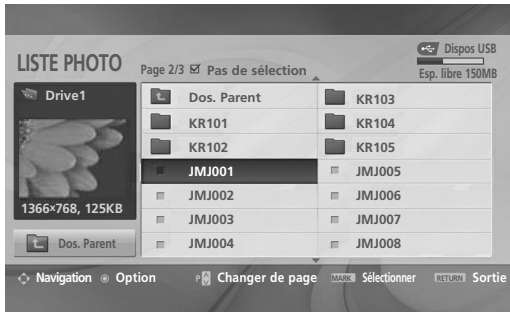 LISTE PHOTO
Page 2/3 Pas de sélection
Dispos USB
Esp. libre 150MB
Drive1
1366×768, 125KB
Dos. Parent
Dos. Parent
KR101
KR102
JMJ001
JMJ002
JMJ003
JMJ004
KR103
KR104
KR105
JMJ005
JMJ006
JMJ007
JMJ008
Navigation Option P Changer de page MARK Sélectionner RETURN Sortie